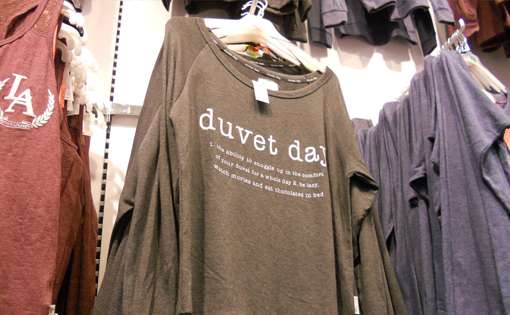 LA
duvet day
1. the ability to snuggle up in the comfort
of your duvet for a whole day & be lazy.
watch movies and eat chocolates in bed